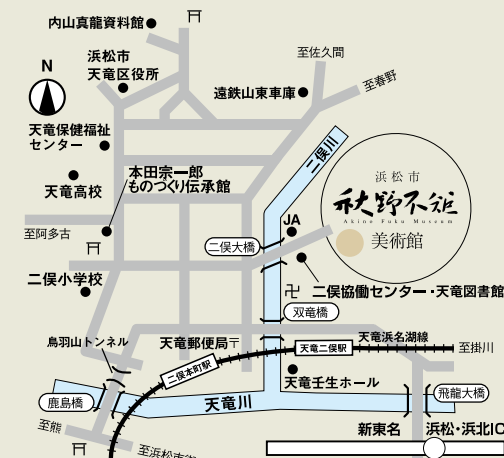 内山真龍資料館
浜松市
天竜区役所
至佐久間
至春野
N
遠鉄山東車庫
天竜保健福祉
センター
二俣川
本田宗一郎
ものづくり伝承館
天竜高校
浜松市
秋野不矩
Akino Fuku Museum
美術館
至阿多古
JA
二俣大橋
二俣小学校
卍 二俣協働センター・天竜図書館
双竜橋
鳥羽山トンネル
天竜郵便局〒
天竜浜名湖線
天竜二俣駅
至掛川
二俣本町駅
天竜壬生ホール
鹿島橋
天竜川
飛龍大橋
至熊
至浜松市街
新東名
浜松・浜北IC